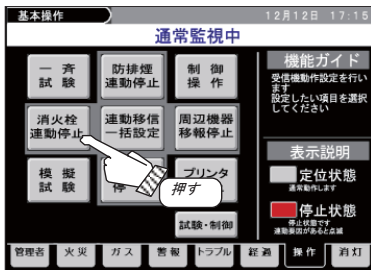 基本操作
12月12日 17:15
通常監視中
一斉
試験
防排煙
連動停止
制御
操作
消火栓
連動停止
連動移信
一括設定
周辺機器
移報停止
模擬
試験
停
プリンタ
押す
試験・制御
機能ガイド
受信機動作設定を行い
ます
設定したい項目を選択
してください
表示説明
定位状態
通常動作します
停止状態
停止状態です
連動要因があると点滅
管理者
火災
ガス
警報
トラブル
経過
操作
消灯